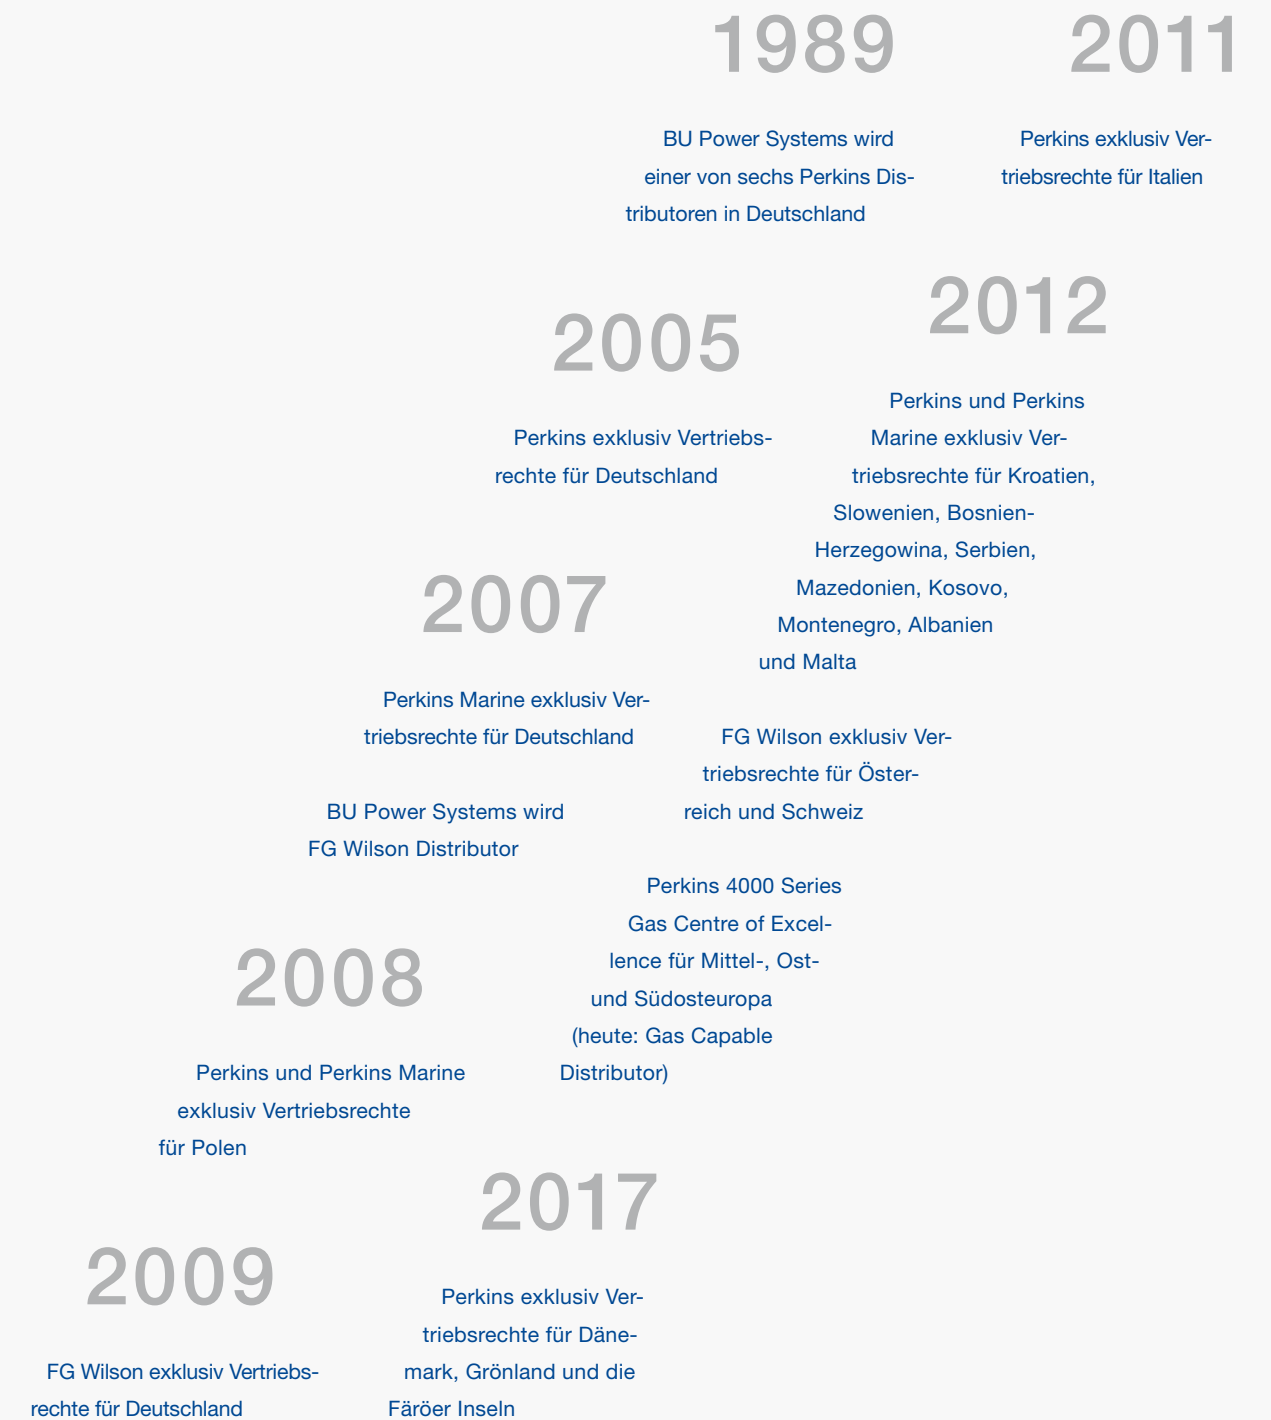 1989
BU Power Systems wird
einer von sechs Perkins Dis-
tributoren in Deutschland
2005
Perkins exklusiv Vertriebs-
rechte für Deutschland
2007
Perkins Marine exklusiv Ver-
triebsrechte für Deutschland
BU Power Systems wird
FG Wilson Distributor
2008
Perkins und Perkins Marine
exklusiv Vertriebsrechte
für Polen
2009
FG Wilson exklusiv Vertriebs-
rechte für Deutschland
2011
Perkins exklusiv Ver-
triebsrechte für Italien
2012
Perkins und Perkins
Marine exklusiv Ver-
triebsrechte für Kroatien,
Slowenien, Bosnien-
Herzegowina, Serbien,
Mazedonien, Kosovo,
Montenegro, Albanien
und Malta
FG Wilson exklusiv Ver-
triebsrechte für Öster-
reich und Schweiz
Perkins 4000 Series
Gas Centre of Excel-
lence für Mittel-, Ost-
und Südosteuropa
(heute: Gas Capable
Distributor)
2017
Perkins exklusiv Ver-
triebsrechte für Däne-
mark, Grönland und die
Färöer Inseln